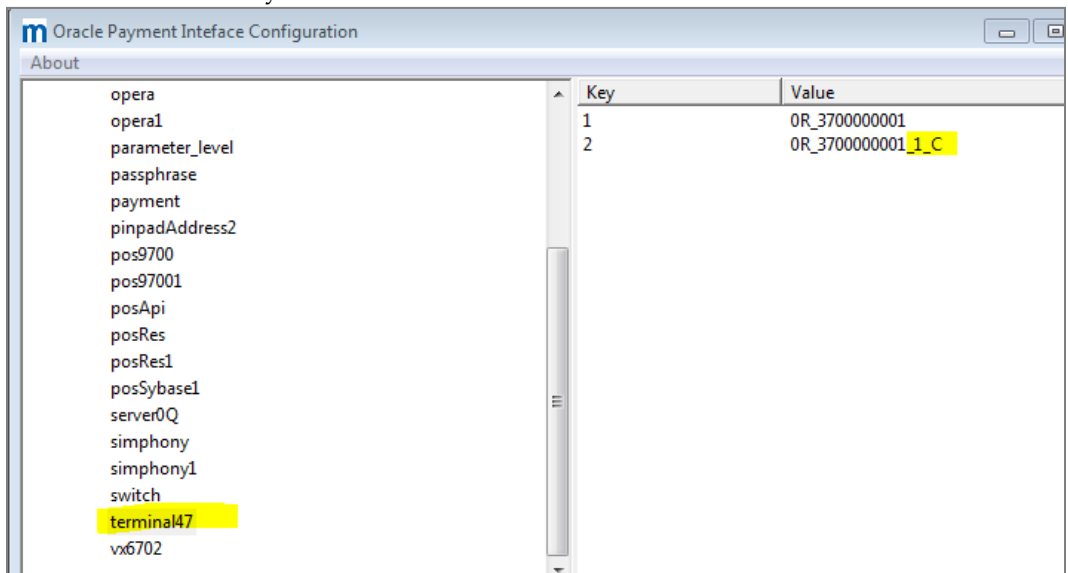 m Oracle Payment Inteface Configuration
About
opera
opera1
parameter_level
passphrase
payment
pinpadAddress2
pos9700
pos97001
posApi
posRes
posRes1
posSybase1
server0Q
simphony
simphony1
switch
terminal47
vx6702
Key Value
1 0R_3700000001
2 0R_3700000001_1_C